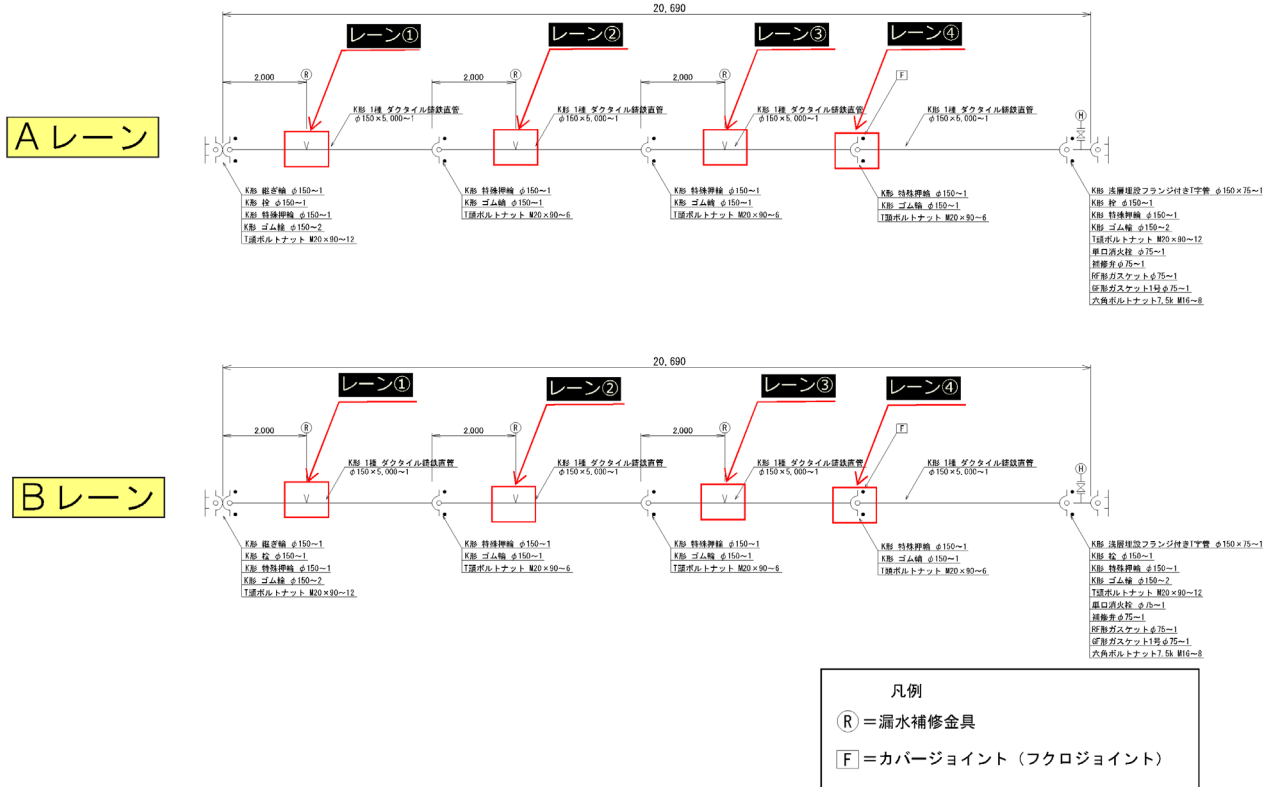 20,690
レーン①
レーン②
レーン③
レーン④
2,000
R
2,000
R
2,000
R
F
K形 1種 ダクタイル鋳鉄直管
φ150×5,000~1
K形 1種 ダクタイル鋳鉄直管
φ150×5,000~1
K形 1種 ダクタイル鋳鉄直管
φ150×5,000~1
K形 1種 ダクタイル鋳鉄直管
φ150×5,000~1
H
Aレーン
V
V
V
K形 継ぎ輪 φ150~1
K形 栓 φ150~1
K形 特殊押輪 φ150~1
K形 ゴム輪 φ150~2
T頭ボルトナット M20×90~12
K形 特殊押輪 φ150~1
K形 ゴム輪 φ150~1
T頭ボルトナット M20×90~6
K形 特殊押輪 φ150~1
K形 ゴム輪 φ150~1
T頭ボルトナット M20×90~6
K形 特殊押輪 φ150~1
K形 ゴム輪 φ150~1
T頭ボルトナット M20×90~6
K形 浅層埋設フランジ付きT字管 φ150×75~1
K形 栓 φ150~1
K形 特殊押輪 φ150~1
K形 ゴム輪 φ150~2
T頭ボルトナット M20×90~12
単口消火栓 φ75~1
補修弁φ75~1
RF形ガスケットφ75~1
GF形ガスケット1号φ75~1
六角ボルトナット7.5k M16~8
20,690
レーン①
レーン②
レーン③
レーン④
2,000
R
2,000
R
2,000
R
F
K形 1種 ダクタイル鋳鉄直管
φ150×5,000~1
K形 1種 ダクタイル鋳鉄直管
φ150×5,000~1
K形 1種 ダクタイル鋳鉄直管
φ150×5,000~1
K形 1種 ダクタイル鋳鉄直管
φ150×5,000~1
H
Bレーン
V
V
V
K形 継ぎ輪 φ150~1
K形 栓 φ150~1
K形 特殊押輪 φ150~1
K形 ゴム輪 φ150~2
T頭ボルトナット M20×90~12
K形 特殊押輪 φ150~1
K形 ゴム輪 φ150~1
T頭ボルトナット M20×90~6
K形 特殊押輪 φ150~1
K形 ゴム輪 φ150~1
T頭ボルトナット M20×90~6
K形 特殊押輪 φ150~1
K形 ゴム輪 φ150~1
T頭ボルトナット M20×90~6
K形 浅層埋設フランジ付きT字管 φ150×75~1
K形 栓 φ150~1
K形 特殊押輪 φ150~1
K形 ゴム輪 φ150~2
T頭ボルトナット M20×90~12
単口消火栓 φ75~1
補修弁φ75~1
RF形ガスケットφ75~1
GF形ガスケット1号φ75~1
六角ボルトナット7.5k M16~8
凡例
R=漏水補修金具
F=カバージョイント（フクロジョイント）